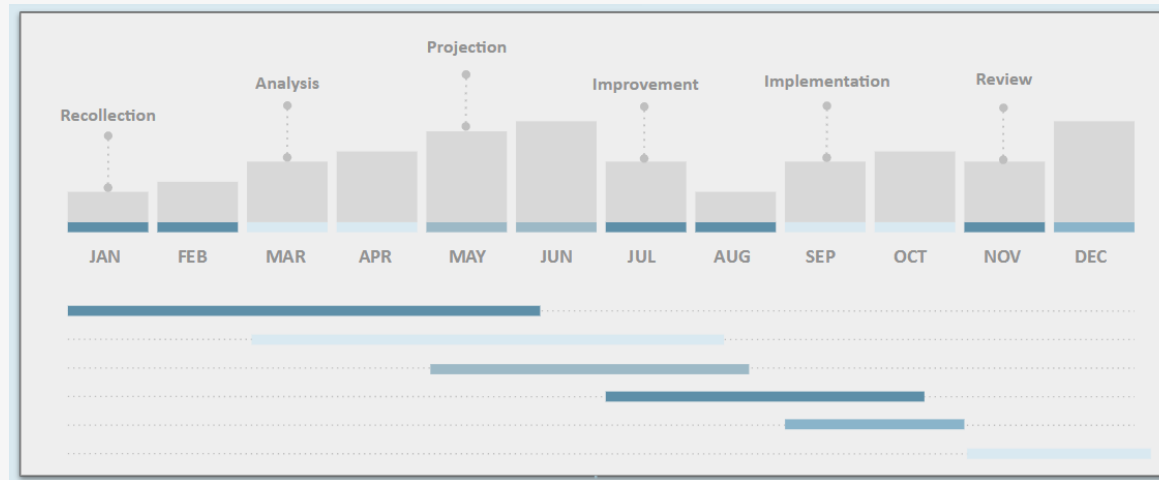 Projection
Analysis
Improvement
Implementation
Review
Recollection
JAN FEB MAR APR MAY JUN JUL AUG SEP OCT NOV DEC